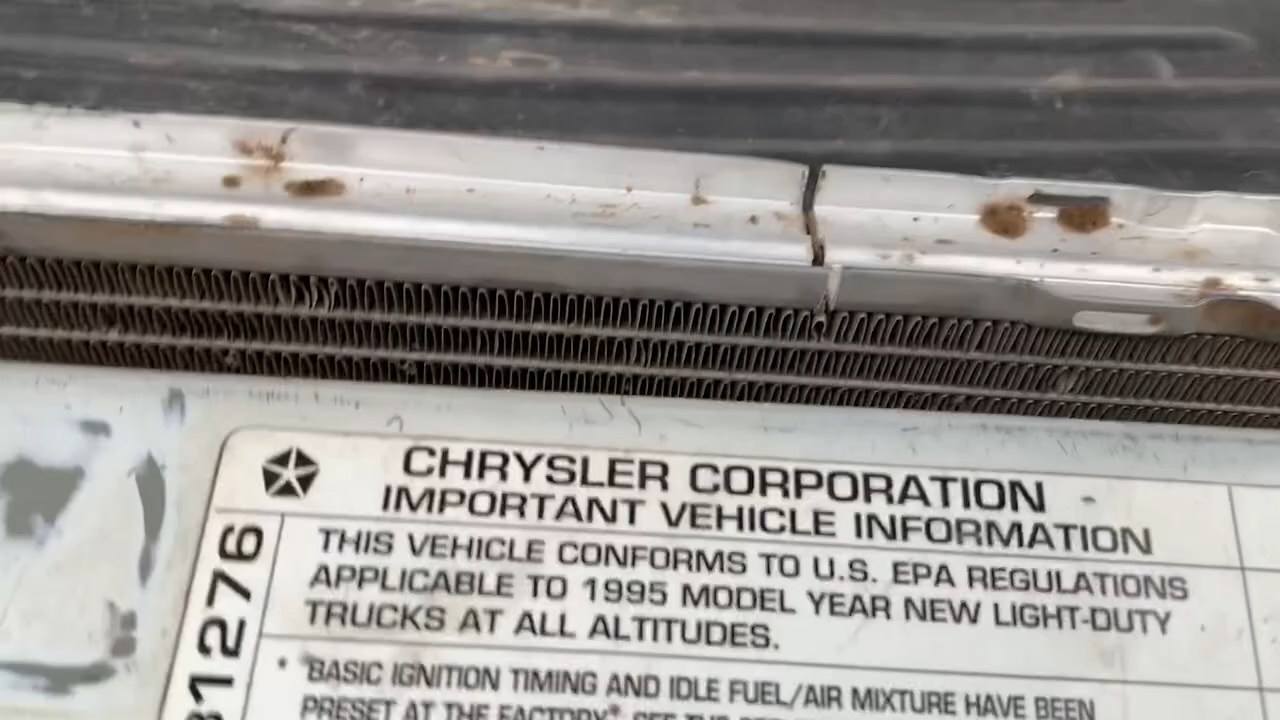 CHRYSLER CORPORATION
IMPORTANT VEHICLE INFORMATION
THIS VEHICLE CONFORMS TO U.S. EPA REGULATIONS
APPLICABLE TO 1995 MODEL YEAR NEW LIGHT-DUTY
TRUCKS AT ALL ALTITUDES.
* BASIC IGNITION TIMING AND IDLE FUEL/AIR MIXTURE HAVE BEEN
PRESET AT THE FACTORY. SEE THE
31276